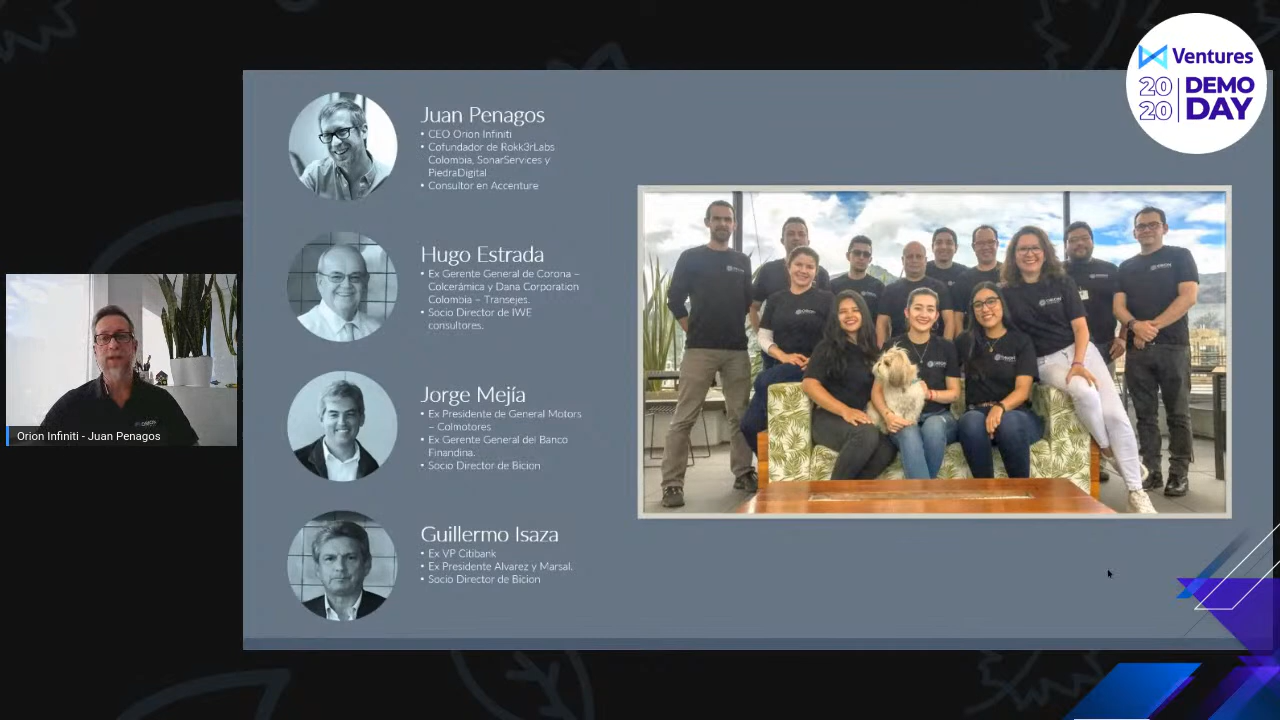 Ventures
20 DEMO
20 DAY
Juan Penagos
• CEO Orion Infiniti
• Cofundador de Rokk3rLabs
Colombia, SonarServices y
PiedraDigital
• Consultor en Accenture
Hugo Estrada
• Ex Gerente General de Corona –
Colcerámica y Dana Corporation
Colombia – Transejes.
• Socio Director de IWE
consultores.
Jorge Mejía
• Ex Presidente de General Motors
– Colmotores
• Ex Gerente General del Banco
Finandina.
• Socio Director de Bicion
Guillermo Isaza
• Ex VP Citibank
• Ex Presidente Alvarez y Marsal.
• Socio Director de Bicion
Orion Infiniti - Juan Penagos